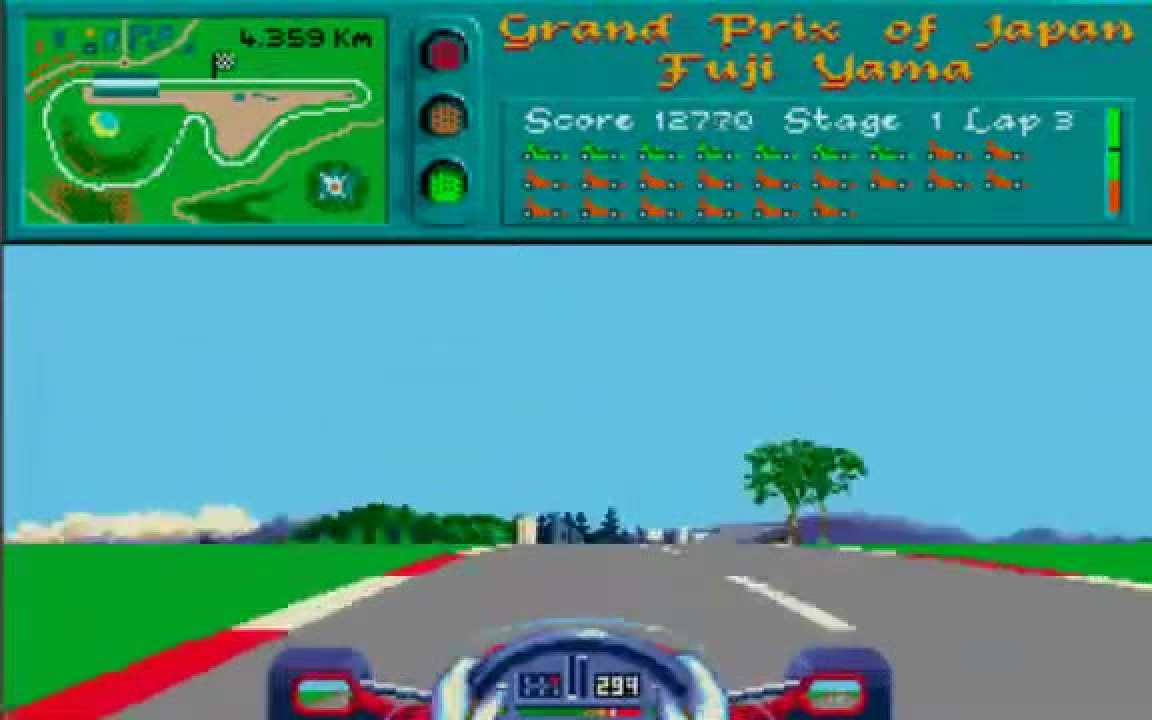 4.359 Km
Grand Prix of Japan
Fuji Yama
Score 12770 Stage 1 Lap 3
294